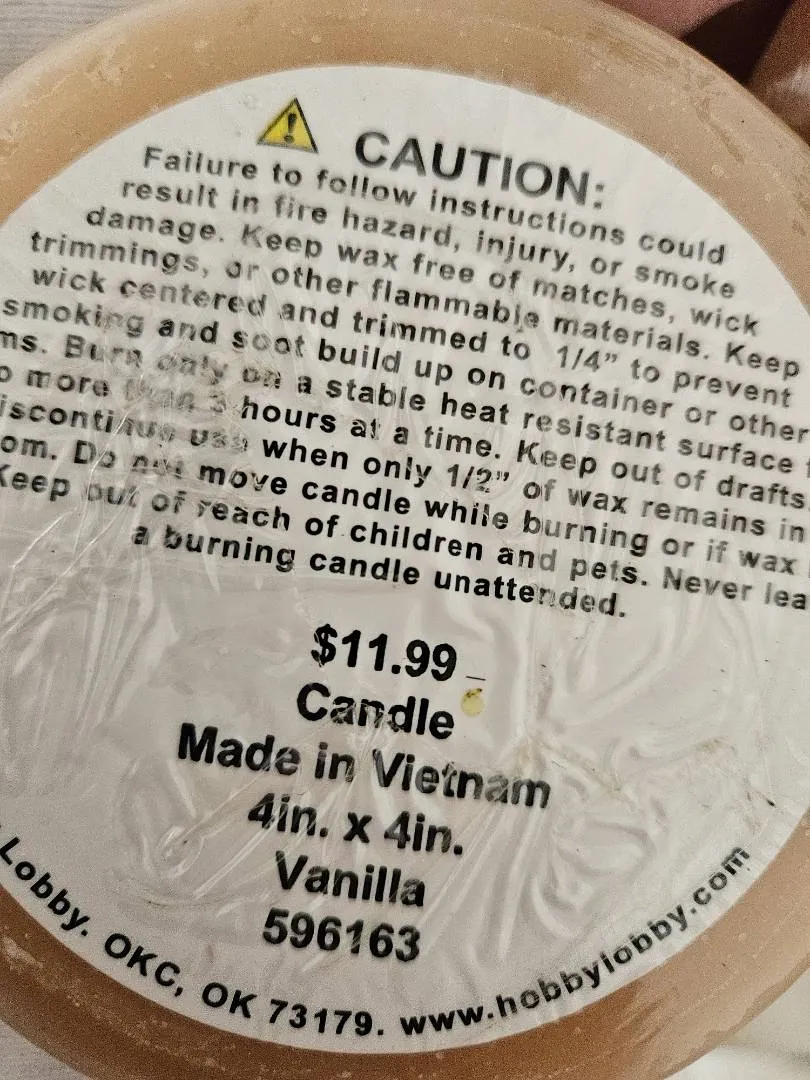 CAUTION:
Failure to follow instructions could
result in fire hazard, injury, or smoke
damage. Keep wax free of matches, wick
trimmings, or other flammable materials. Keep
wick centered and trimmed to 1/4” to prevent
smoking and soot build up on container or other
ms. Burn only on a stable heat resistant surface
o more than 3 hours at a time. Keep out of drafts.
iscontinue use when only 1/2” of wax remains in
om. Do not move candle while burning or if wax
Keep out of reach of children and pets. Never lea
a burning candle unattended.
$11.99
Candle
Made in Vietnam
4in. x 4in.
Vanilla
596163
Lobby. OKC, OK 73179. www.hobbylobby.com